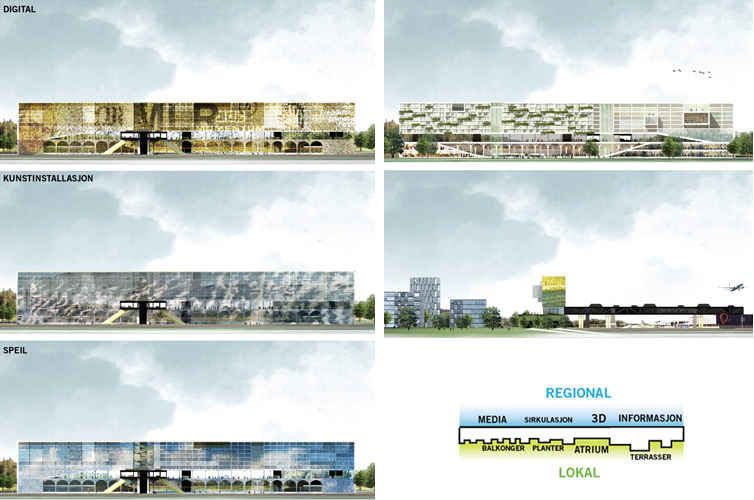 DIGITAL
KUNSTINSTALLASJON
SPEIL
REGIONAL
MEDIA SIRKULASJON 3D INFORMASJON
BALKONGER PLANTER ATRIUM TERRASSER
LOKAL